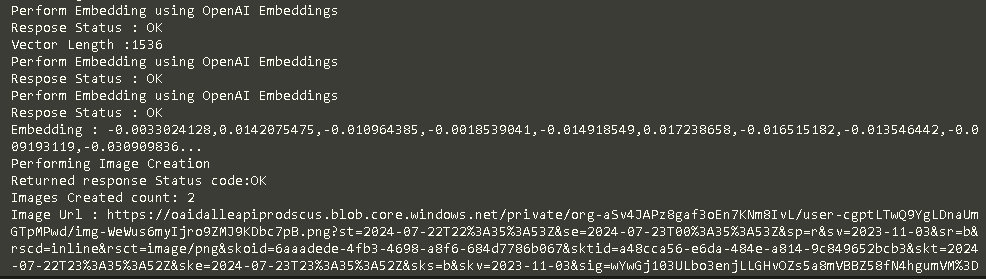 Perform Embedding using OpenAI Embeddings
Respose Status : OK
Vector Length :1536
Perform Embedding using OpenAI Embeddings
Respose Status : OK
Perform Embedding using OpenAI Embeddings
Respose Status : OK
Embedding : -0.0033024128,0.0142075475,-0.010964385,-0.0018539041,-0.014918549,0.017238658,-0.016515182,-0.013546442,-0.0
09193119,-0.030909836...
Performing Image Creation
Returned response Status code:OK
Images Created count: 2
Image Url : https://oaidalleapiprodscus.blob.core.windows.net/private/org-aSv4JAPz8gaf3oEn7KNm8IvL/user-cgptLTwQ9YgLDnaUm
GTpMPwd/img-WeWus6myIjro9ZMJ9KDbc7pB.png?st=2024-07-22T22%3A35%3A53Z&se=2024-07-23T00%3A35%3A53Z&sp=r&sv=2023-11-03&sr=b&
rscd=inline&rsct=image/png&skoid=6aaadede-4fb3-4698-a8f6-684d7786b067&sktid=a48cca56-e6da-484e-a814-9c849652bcb3&skt=2024
-07-22T23%3A35%3A52Z&ske=2024-07-23T23%3A35%3A52Z&sks=b&skv=2023-11-03&sig=wYwGj103ULbo3enjLLGHvOZs5a8mVBBZ58fN4hgumVM%3D